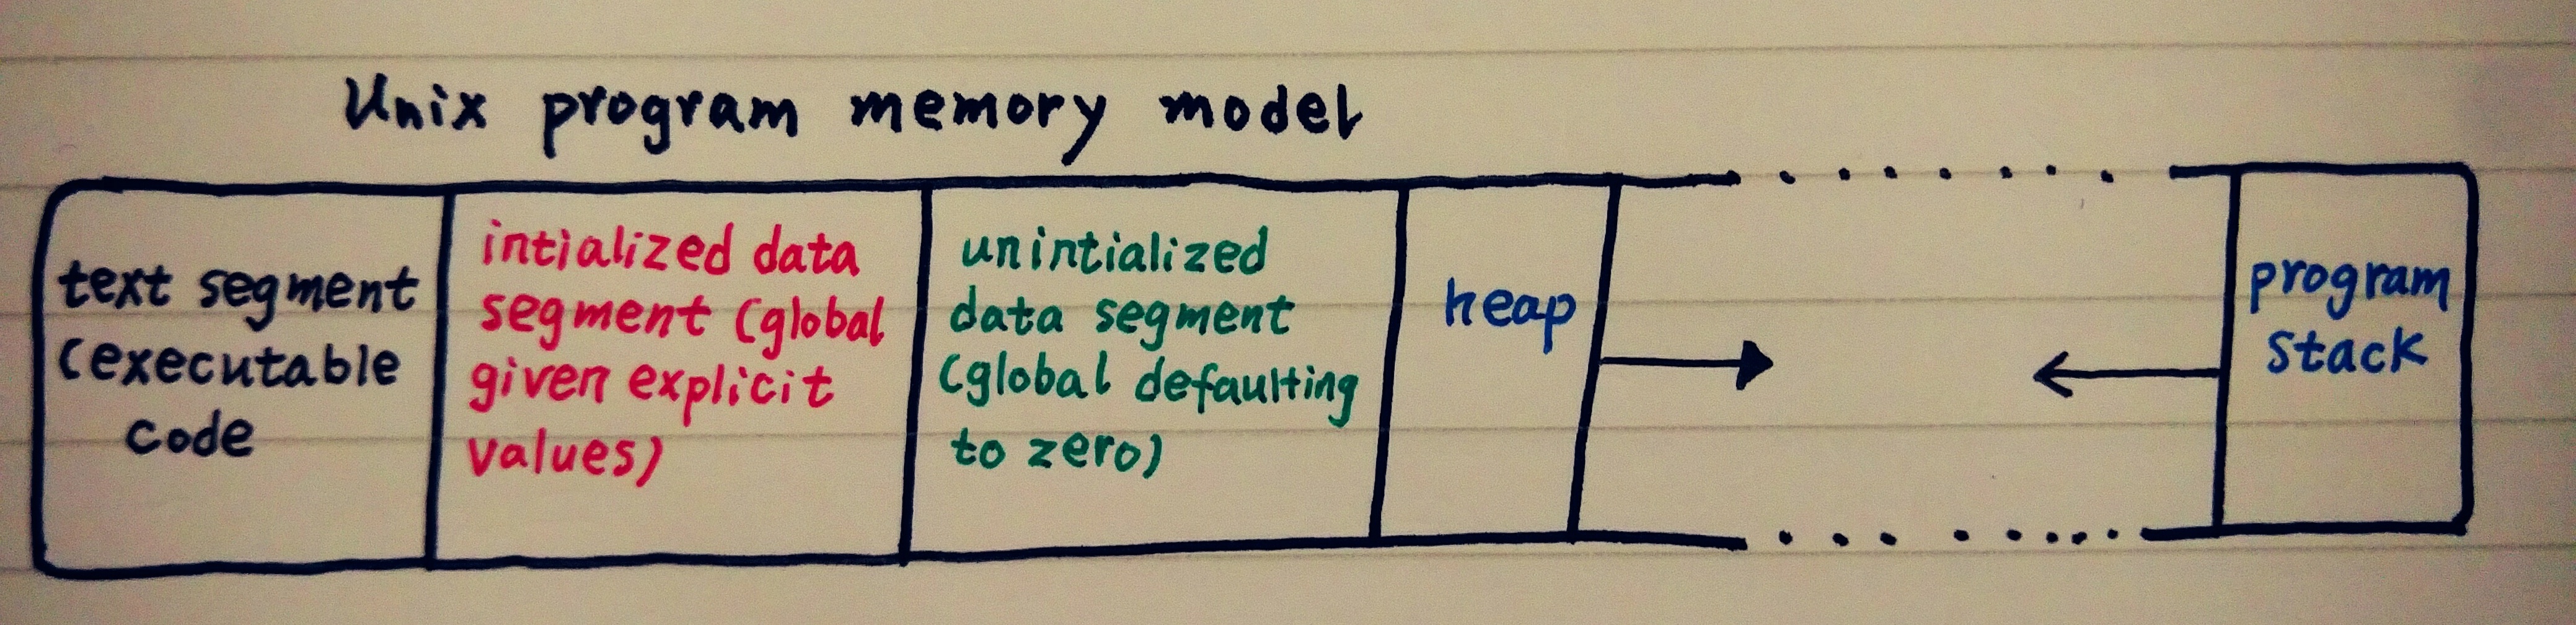 Unix program memory model
text segment
(executable
code
intialized data
segment (global
given explicit
values)
unintialized
data segment
(global defaulting
to zero)
heap
program
stack